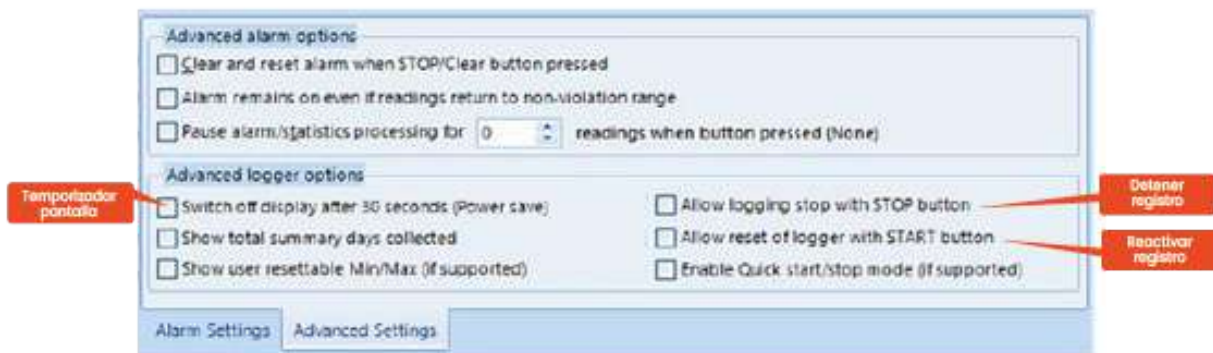 Advanced alarm options
Clear and reset alarm when STOP/Clear button pressed
Alarm remains on even if readings return to non-violation range
Pause alarm/statistics processing for 0 readings when button pressed (None)
Advanced logger options
Temporizador
pantalla
Switch off display after 30 seconds (Power save)
Allow logging stop with STOP button
Detener
registro
Show total summary days collected
Allow reset of logger with START button
Reactivar
registro
Show user resettable Min/Max (if supported)
Enable Quick start/stop mode (if supported)
Alarm Settings
Advanced Settings